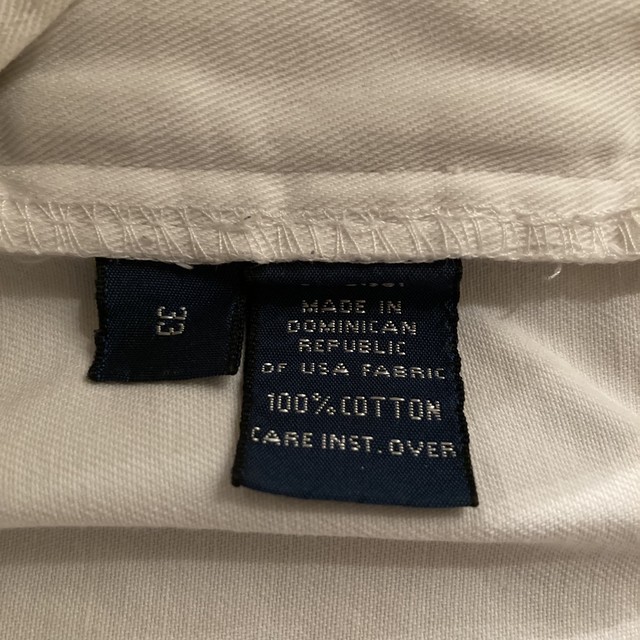 33
MADE IN
DOMINICAN
REPUBLIC
OF USA FABRIC
100% COTTON
CARE INST. OVER